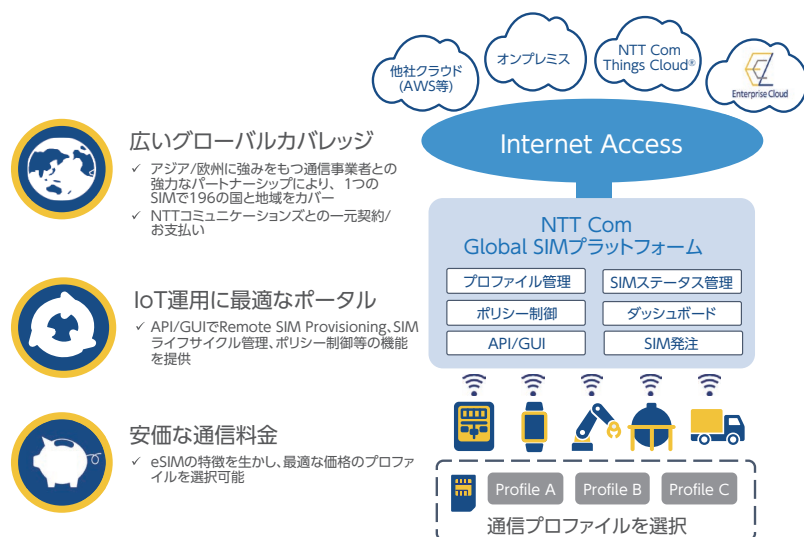 広いグローバルカバレッジ
✓ アジア/欧州に強みをもつ通信事業者との
強力なパートナーシップにより、1つの
SIMで196の国と地域をカバー
✓ NTTコミュニケーションズとの一元契約/
お支払い
IoT運用に最適なポータル
✓ API/GUIでRemote SIM Provisioning、SIM
ライフサイクル管理、ポリシー制御等の機能
を提供
安価な通信料金
✓ eSIMの特徴を生かし、最適な価格のプロファ
イルを選択可能
他社クラウド
(AWS等)
オンプレミス
NTT Com
Things Cloud®
Enterprise Cloud
Internet Access
NTT Com
Global SIMプラットフォーム
プロファイル管理
SIMステータス管理
ポリシー制御
ダッシュボード
API/GUI
SIM発注
Profile A
Profile B
Profile C
通信プロファイルを選択